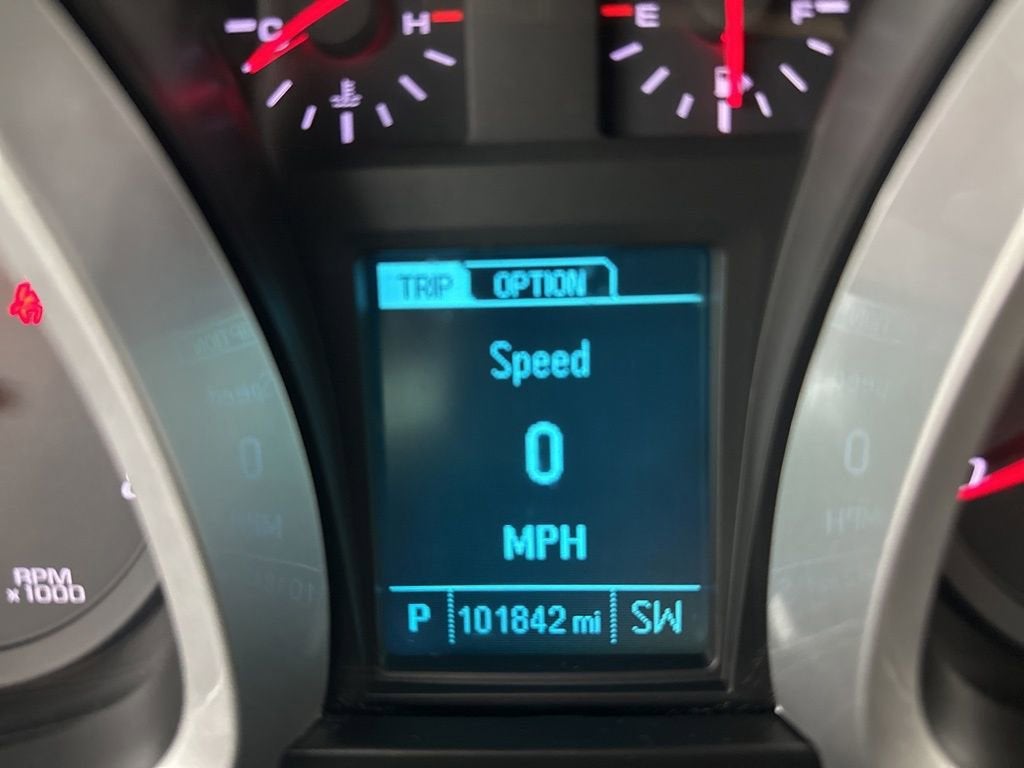 C H E F
TRIP OPTION
Speed
0
MPH
P 101842 mi SW
RPM
x1000